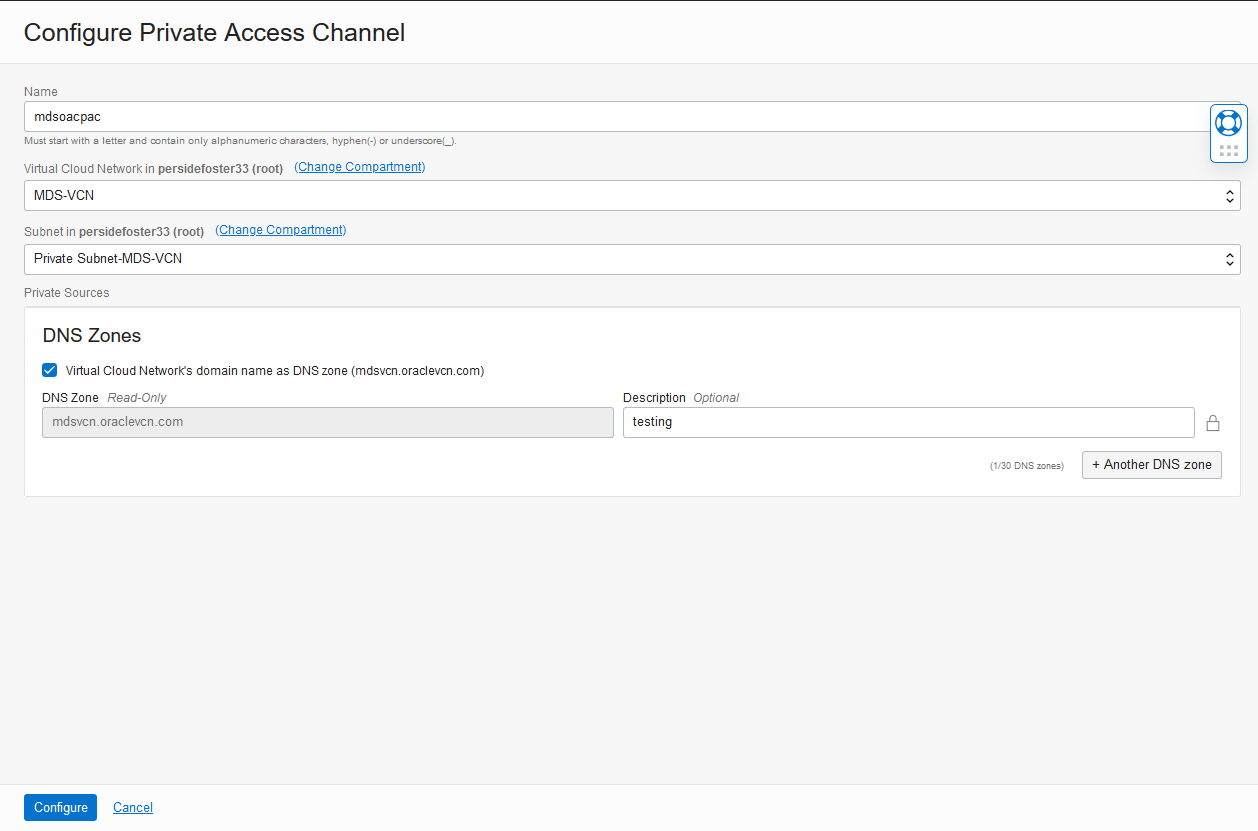 Configure Private Access Channel
Name
mdsoacpac
Must start with a letter and contain only alphanumeric characters, hyphen(-) or underscore(_).
Virtual Cloud Network in persidefoster33 (root) (Change Compartment)
MDS-VCN
Subnet in persidefoster33 (root) (Change Compartment)
Private Subnet-MDS-VCN
Private Sources
DNS Zones
Virtual Cloud Network's domain name as DNS zone (mdsvcn.oraclevcn.com)
DNS Zone Read-Only Description Optional
mdsvcn.oraclevcn.com testing
(1/30 DNS zones) + Another DNS zone
Configure Cancel